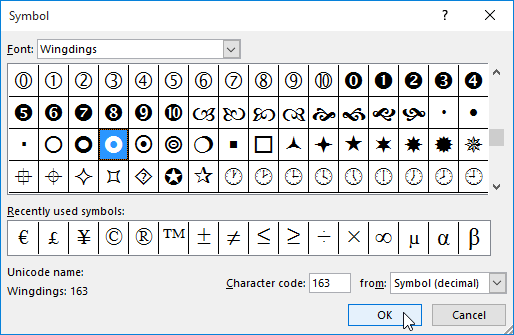 Symbol ? ✕
Font: Wingdings
⓪ ① ② ③ ④ ⑤ ⑥ ⑦ ⑧ ⑨ ⑩ ⓿ ❶ ❷ ❸ ❹
❺ ❻ ❼ ❽ ❾ ❿
Recently used symbols:
€ £ ¥ © ® ™ ± ≠ ≤ ≥ ÷ × ∞ µ α β
Unicode name:
Wingdings: 163
Character code: 163 from: Symbol (decimal)
OK Cancel